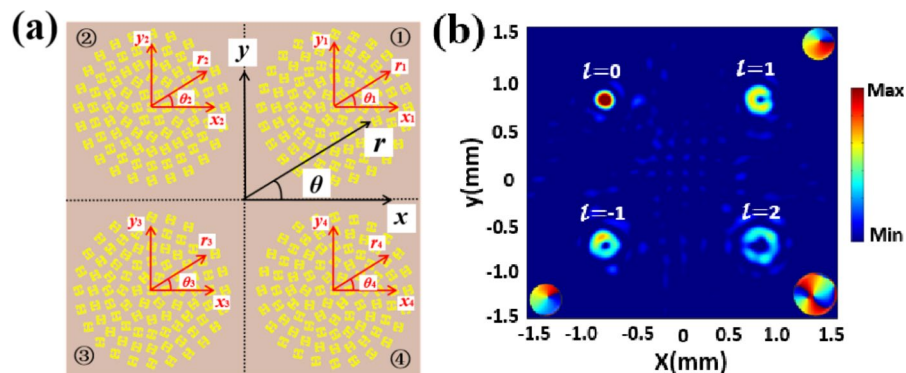 (a)
② ①
y₂ y y₁
r₂ r₁
θ₂ θ₁
x₂ x₁
r
θ
x
y₃ y₄
r₃ r₄
θ₃ θ₄
x₃ x₄
③ ④
(b)
1.5
1.0
0.5
0
-0.5
-1.0
-1.5
y(mm)
l=0 l=1
l=-1 l=2
-1.5 -1.0 -0.5 0 0.5 1.0 1.5
X(mm)
Max
Min